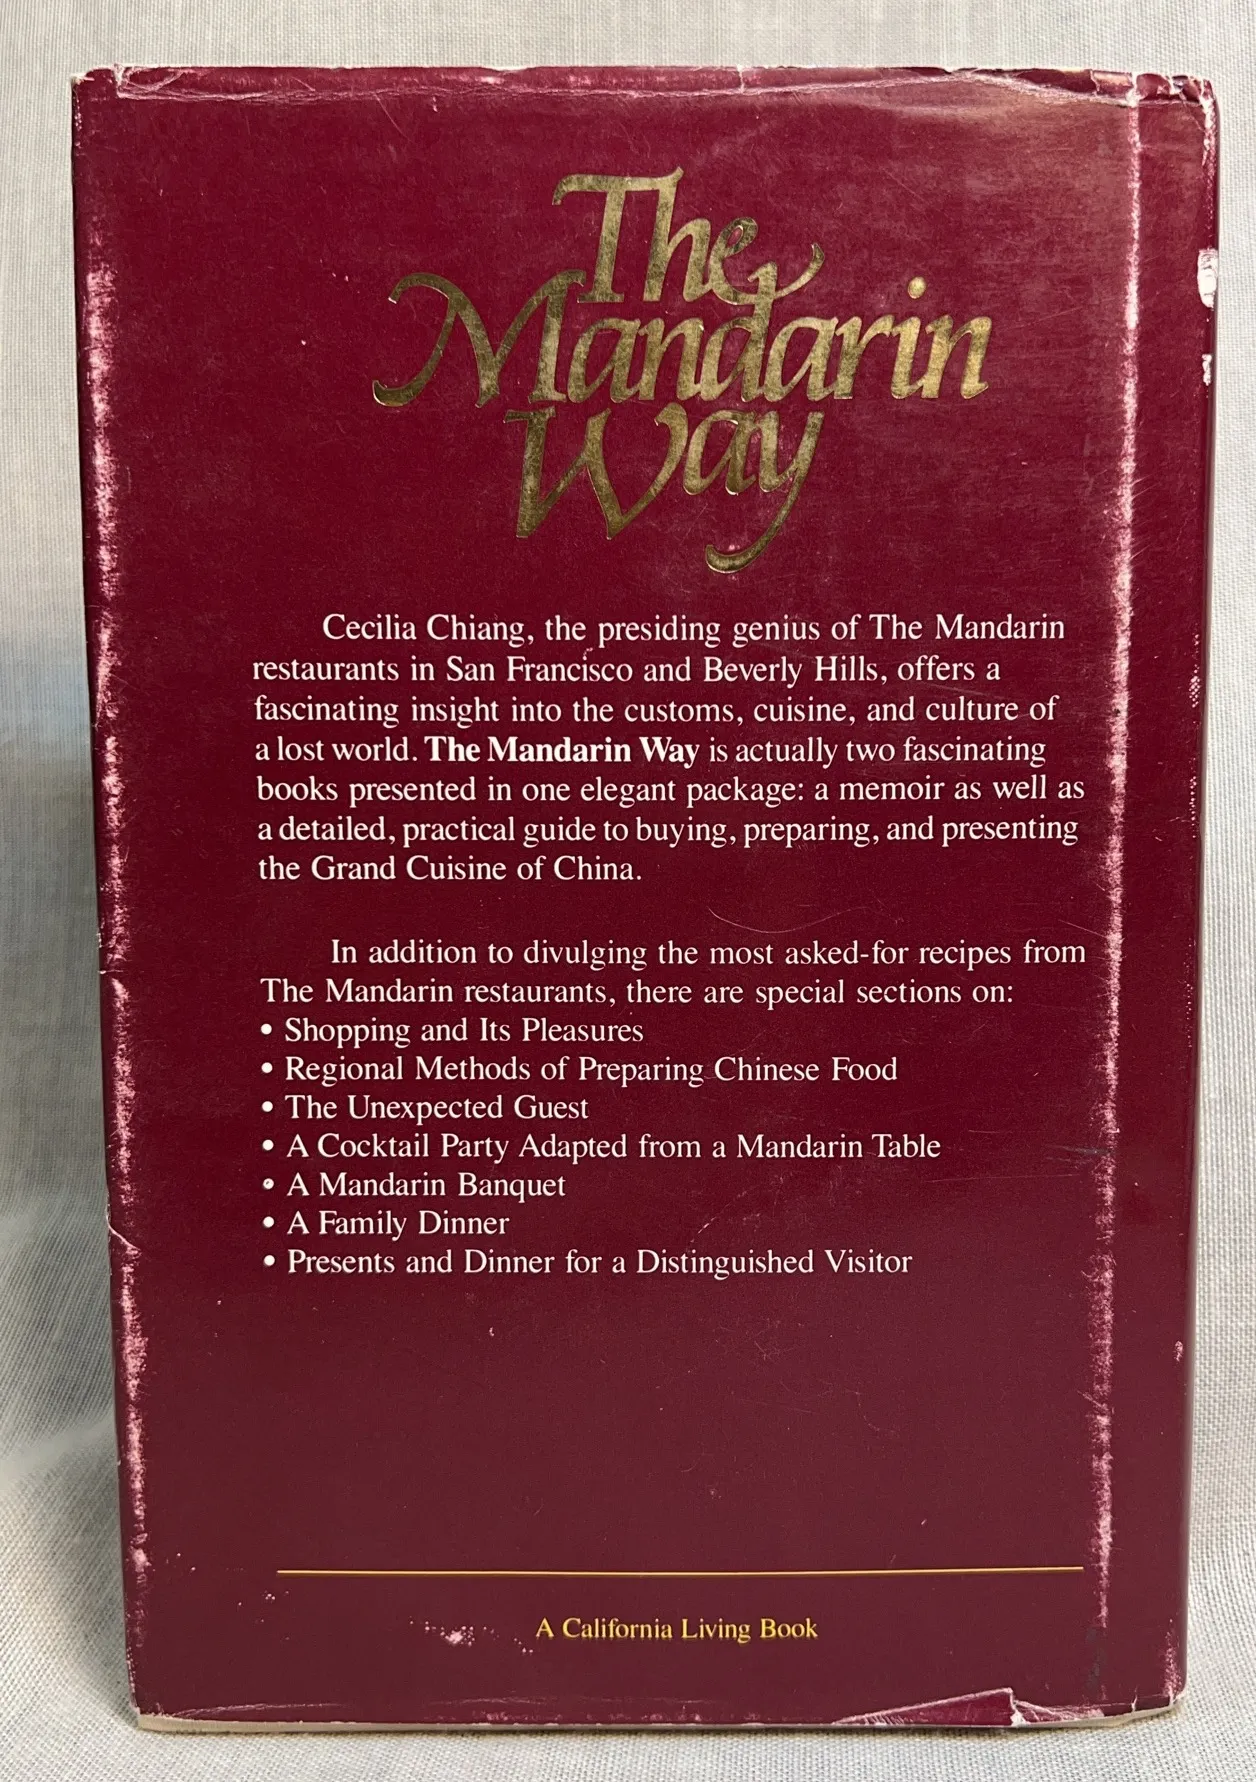 The
Mandarin
Way
Cecilia Chiang, the presiding genius of The Mandarin
restaurants in San Francisco and Beverly Hills, offers a
fascinating insight into the customs, cuisine, and culture of
a lost world. The Mandarin Way is actually two fascinating
books presented in one elegant package: a memoir as well as
a detailed, practical guide to buying, preparing, and presenting
the Grand Cuisine of China.
In addition to divulging the most asked-for recipes from
The Mandarin restaurants, there are special sections on:
• Shopping and Its Pleasures
• Regional Methods of Preparing Chinese Food
• The Unexpected Guest
• A Cocktail Party Adapted from a Mandarin Table
• A Mandarin Banquet
• A Family Dinner
• Presents and Dinner for a Distinguished Visitor
A California Living Book